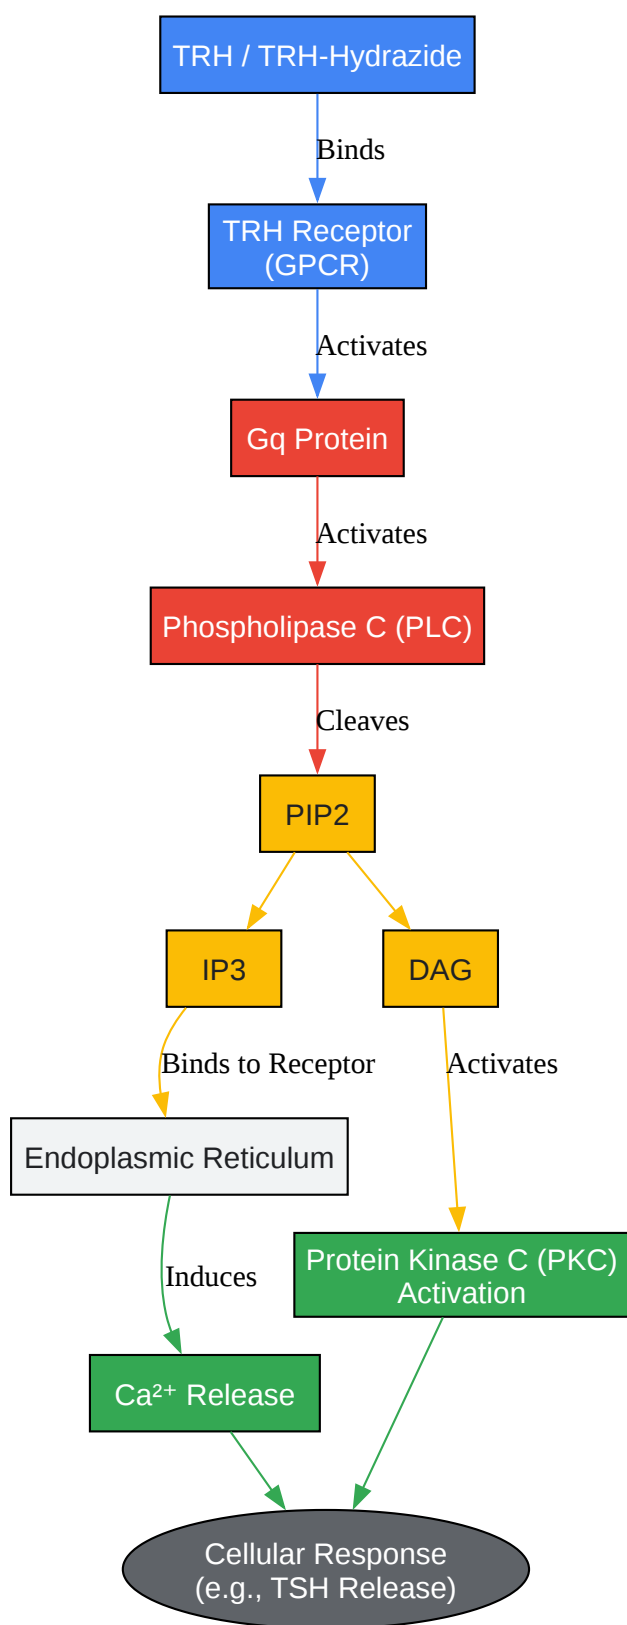 TRH / TRH-Hydrazide
Binds
TRH Receptor
(GPCR)
Activates
Gq Protein
Activates
Phospholipase C (PLC)
Cleaves
PIP2
IP3
DAG
Binds to Receptor
Activates
Endoplasmic Reticulum
Induces
Protein Kinase C (PKC)
Activation
Ca²⁺ Release
Cellular Response
(e.g., TSH Release)